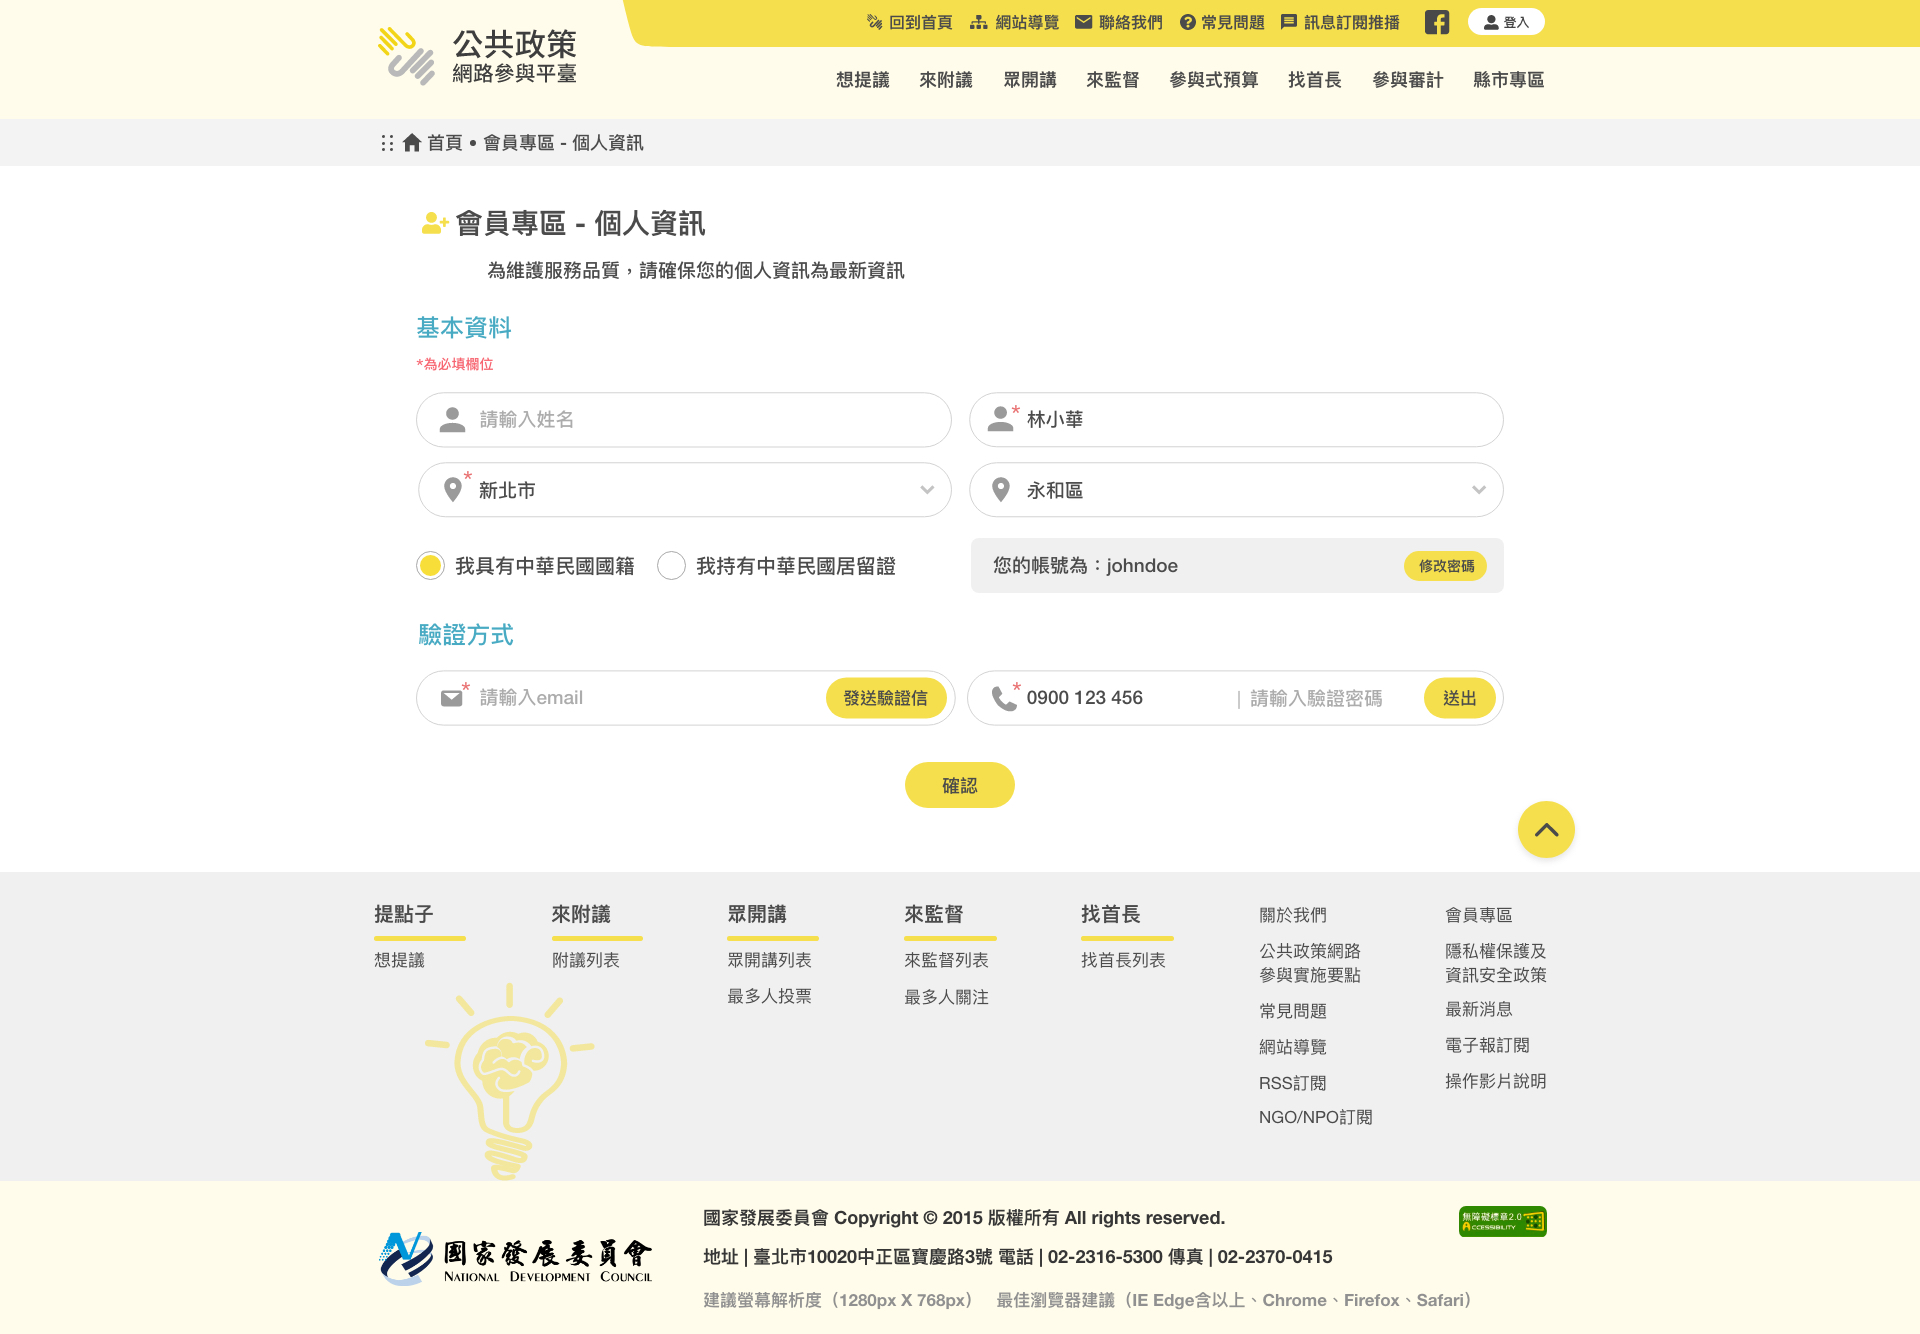 公共政策
網路參與平臺
回到首頁 網站導覽 聯絡我們 常見問題 訊息訂閱推播 登入
想提議 來附議 眾開講 來監督 參與式預算 找首長 參與審計 縣市專區
首頁 • 會員專區 - 個人資訊
會員專區 - 個人資訊
為維護服務品質，請確保您的個人資訊為最新資訊
基本資料
*為必填欄位
請輸入姓名
* 林小華
* 新北市
永和區
我具有中華民國國籍 我持有中華民國居留證
您的帳號為：johndoe 修改密碼
驗證方式
* 請輸入email 發送驗證信
* 0900 123 456 | 請輸入驗證密碼 送出
確認
提點子
想提議
來附議
附議列表
眾開講
眾開講列表
最多人投票
來監督
來監督列表
最多人關注
找首長
找首長列表
關於我們
公共政策網路
參與實施要點
常見問題
網站導覽
RSS訂閱
NGO/NPO訂閱
會員專區
隱私權保護及
資訊安全政策
最新消息
電子報訂閱
操作影片說明
國家發展委員會
NATIONAL DEVELOPMENT COUNCIL
國家發展委員會 Copyright © 2015 版權所有 All rights reserved.
地址 | 臺北市10020中正區寶慶路3號 電話 | 02-2316-5300 傳真 | 02-2370-0415
建議螢幕解析度（1280px X 768px） 最佳瀏覽器建議（IE Edge含以上、Chrome、Firefox、Safari）
無障礙標章2.0
ACCESSIBILITY